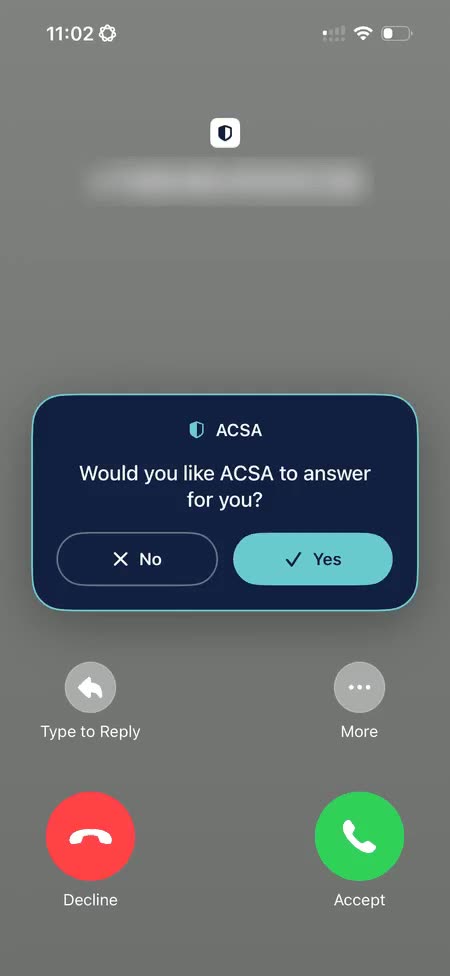 11:02
ACSA
Would you like ACSA to answer
for you?
No
Yes
Type to Reply
More
Decline
Accept